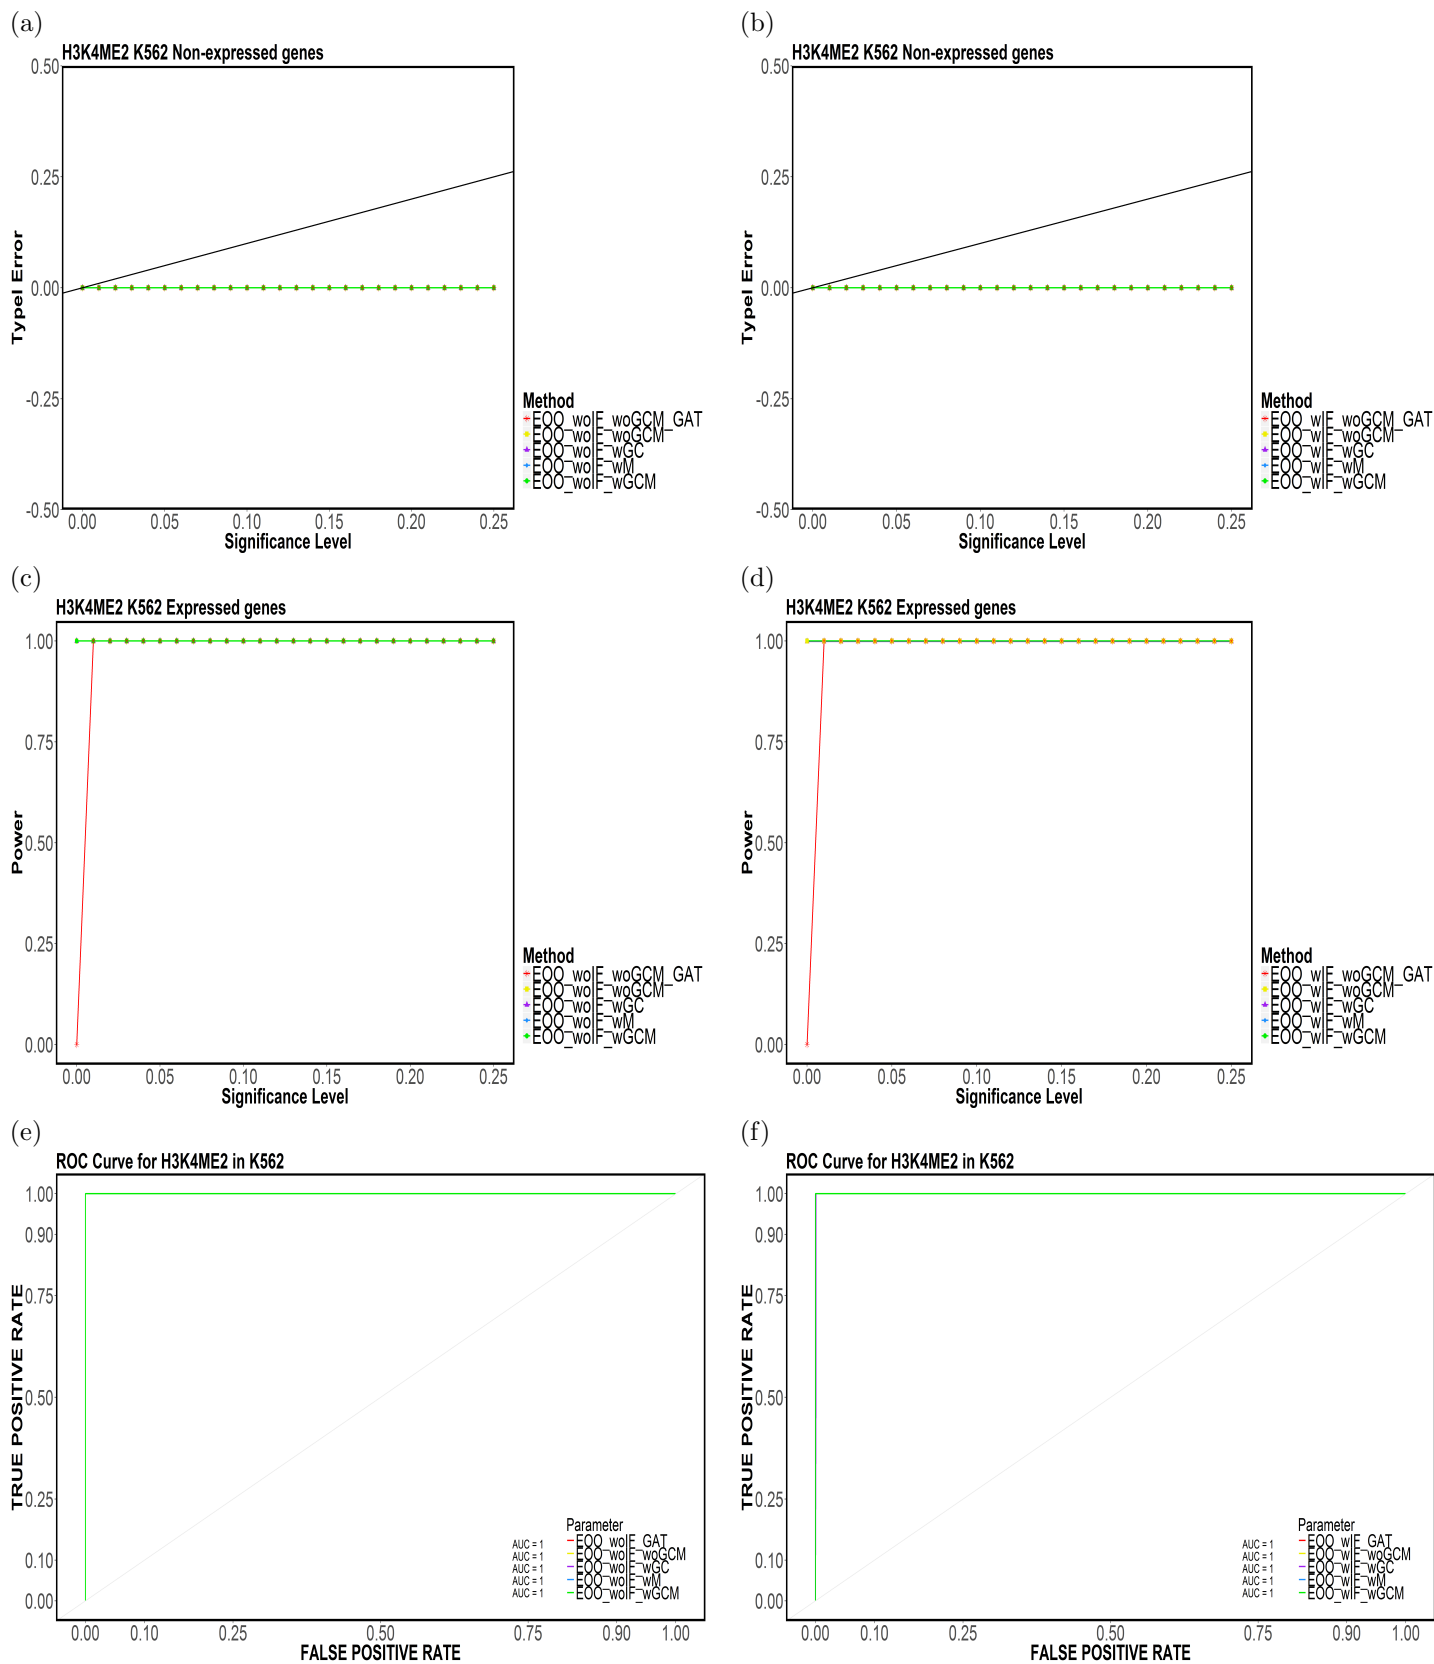 (a)
H3K4ME2 K562 Non-expressed genes
0.50
0.25
0.00
-0.25
-0.50
TypeI Error
0.00 0.05 0.10 0.15 0.20 0.25
Significance Level
Method
EOO_woIF_woGCM_GAT
EOO_woIF_woGCM
EOO_woIF_wGC
EOO_woIF_wM
EOO_woIF_wGCM
(b)
H3K4ME2 K562 Non-expressed genes
0.50
0.25
0.00
-0.25
-0.50
TypeI Error
0.00 0.05 0.10 0.15 0.20 0.25
Significance Level
Method
EOO_wIF_woGCM_GAT
EOO_wIF_woGCM
EOO_wIF_wGC
EOO_wIF_wM
EOO_wIF_wGCM
(c)
H3K4ME2 K562 Expressed genes
1.00
0.75
0.50
0.25
0.00
Power
0.00 0.05 0.10 0.15 0.20 0.25
Significance Level
Method
EOO_woIF_woGCM_GAT
EOO_woIF_woGCM
EOO_woIF_wGC
EOO_woIF_wM
EOO_woIF_wGCM
(d)
H3K4ME2 K562 Expressed genes
1.00
0.75
0.50
0.25
0.00
Power
0.00 0.05 0.10 0.15 0.20 0.25
Significance Level
Method
EOO_wIF_woGCM_GAT
EOO_wIF_woGCM
EOO_wIF_wGC
EOO_wIF_wM
EOO_wIF_wGCM
(e)
ROC Curve for H3K4ME2 in K562
1.00
0.90
0.75
0.50
0.25
0.10
0.00
TRUE POSITIVE RATE
Parameter
AUC = 1 EOO_woIF_GAT
AUC = 1 EOO_woIF_woGCM
AUC = 1 EOO_woIF_wGC
AUC = 1 EOO_woIF_wM
AUC = 1 EOO_woIF_wGCM
0.00 0.10 0.25 0.50 0.75 0.90 1.00
FALSE POSITIVE RATE
(f)
ROC Curve for H3K4ME2 in K562
1.00
0.90
0.75
0.50
0.25
0.10
0.00
TRUE POSITIVE RATE
Parameter
AUC = 1 EOO_wIF_GAT
AUC = 1 EOO_wIF_woGCM
AUC = 1 EOO_wIF_wGC
AUC = 1 EOO_wIF_wM
AUC = 1 EOO_wIF_wGCM
0.00 0.10 0.25 0.50 0.75 0.90 1.00
FALSE POSITIVE RATE